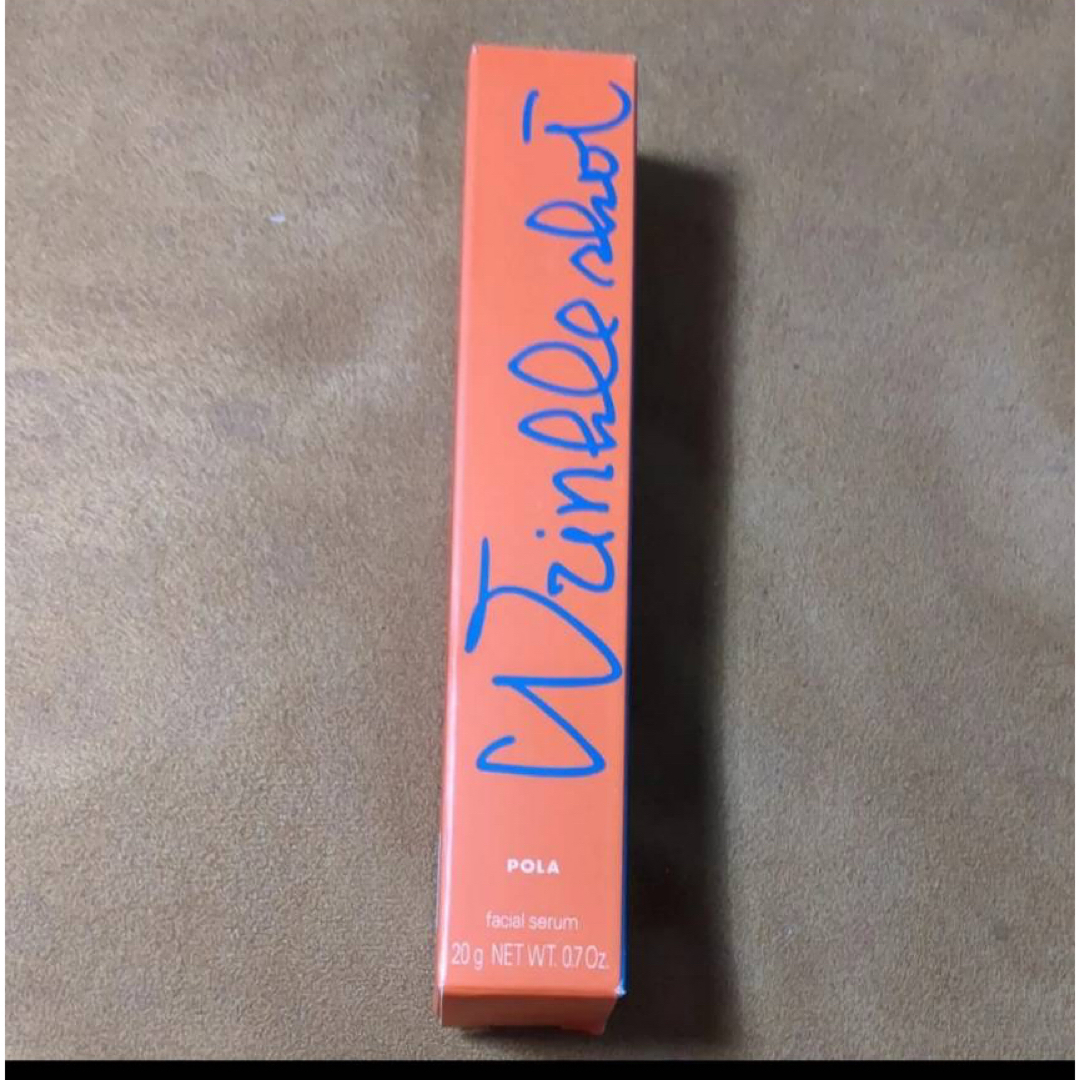 Wrinkle shot
POLA
facial serum
20 g NET WT. 0.7 Oz.